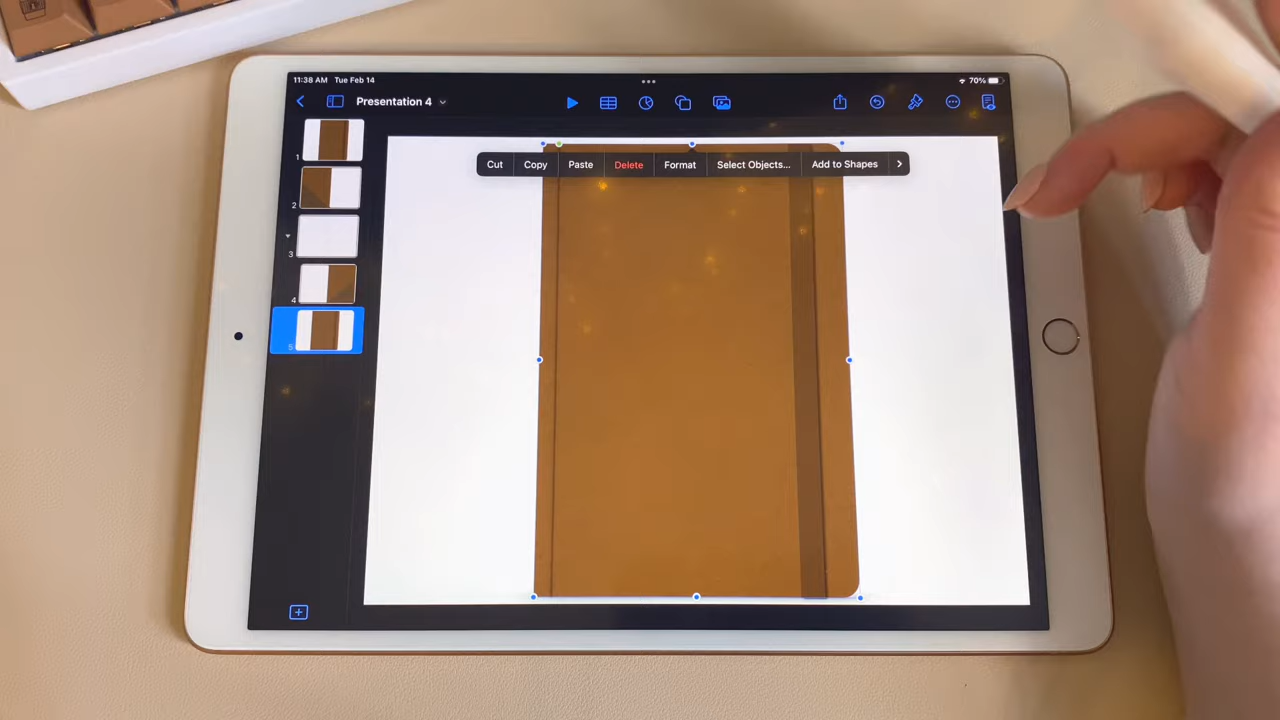 11:38 AM Tue Feb 14
70%
Presentation 4
Cut Copy Paste Delete Format Select Objects... Add to Shapes
1
2
3
4
5